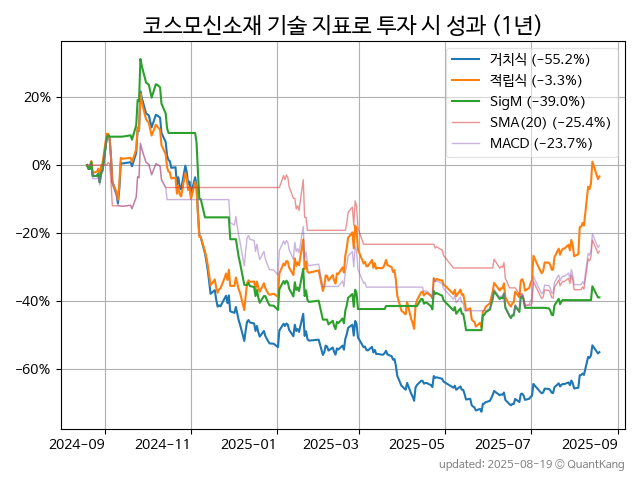 코스모신소재 기술 지표로 투자 시 성과 (1년)
거치식 (−55.2%)
적립식 (−3.3%)
SigM (−39.0%)
SMA(20) (−25.4%)
MACD (−23.7%)
20%
0%
−20%
−40%
−60%
2024-09 2024-11 2025-01 2025-03 2025-05 2025-07 2025-09
updated: 2025-08-19 © QuantKang